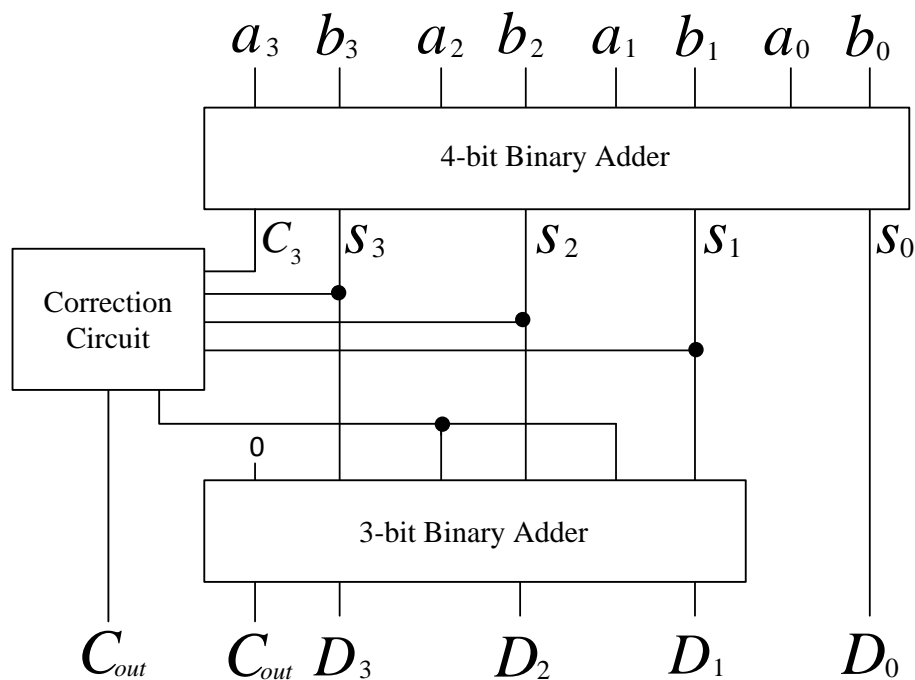 a₃ b₃ a₂ b₂ a₁ b₁ a₀ b₀
4-bit Binary Adder
C₃ s₃ s₂ s₁ s₀
Correction
Circuit
0
3-bit Binary Adder
Cout Cout D₃ D₂ D₁ D₀